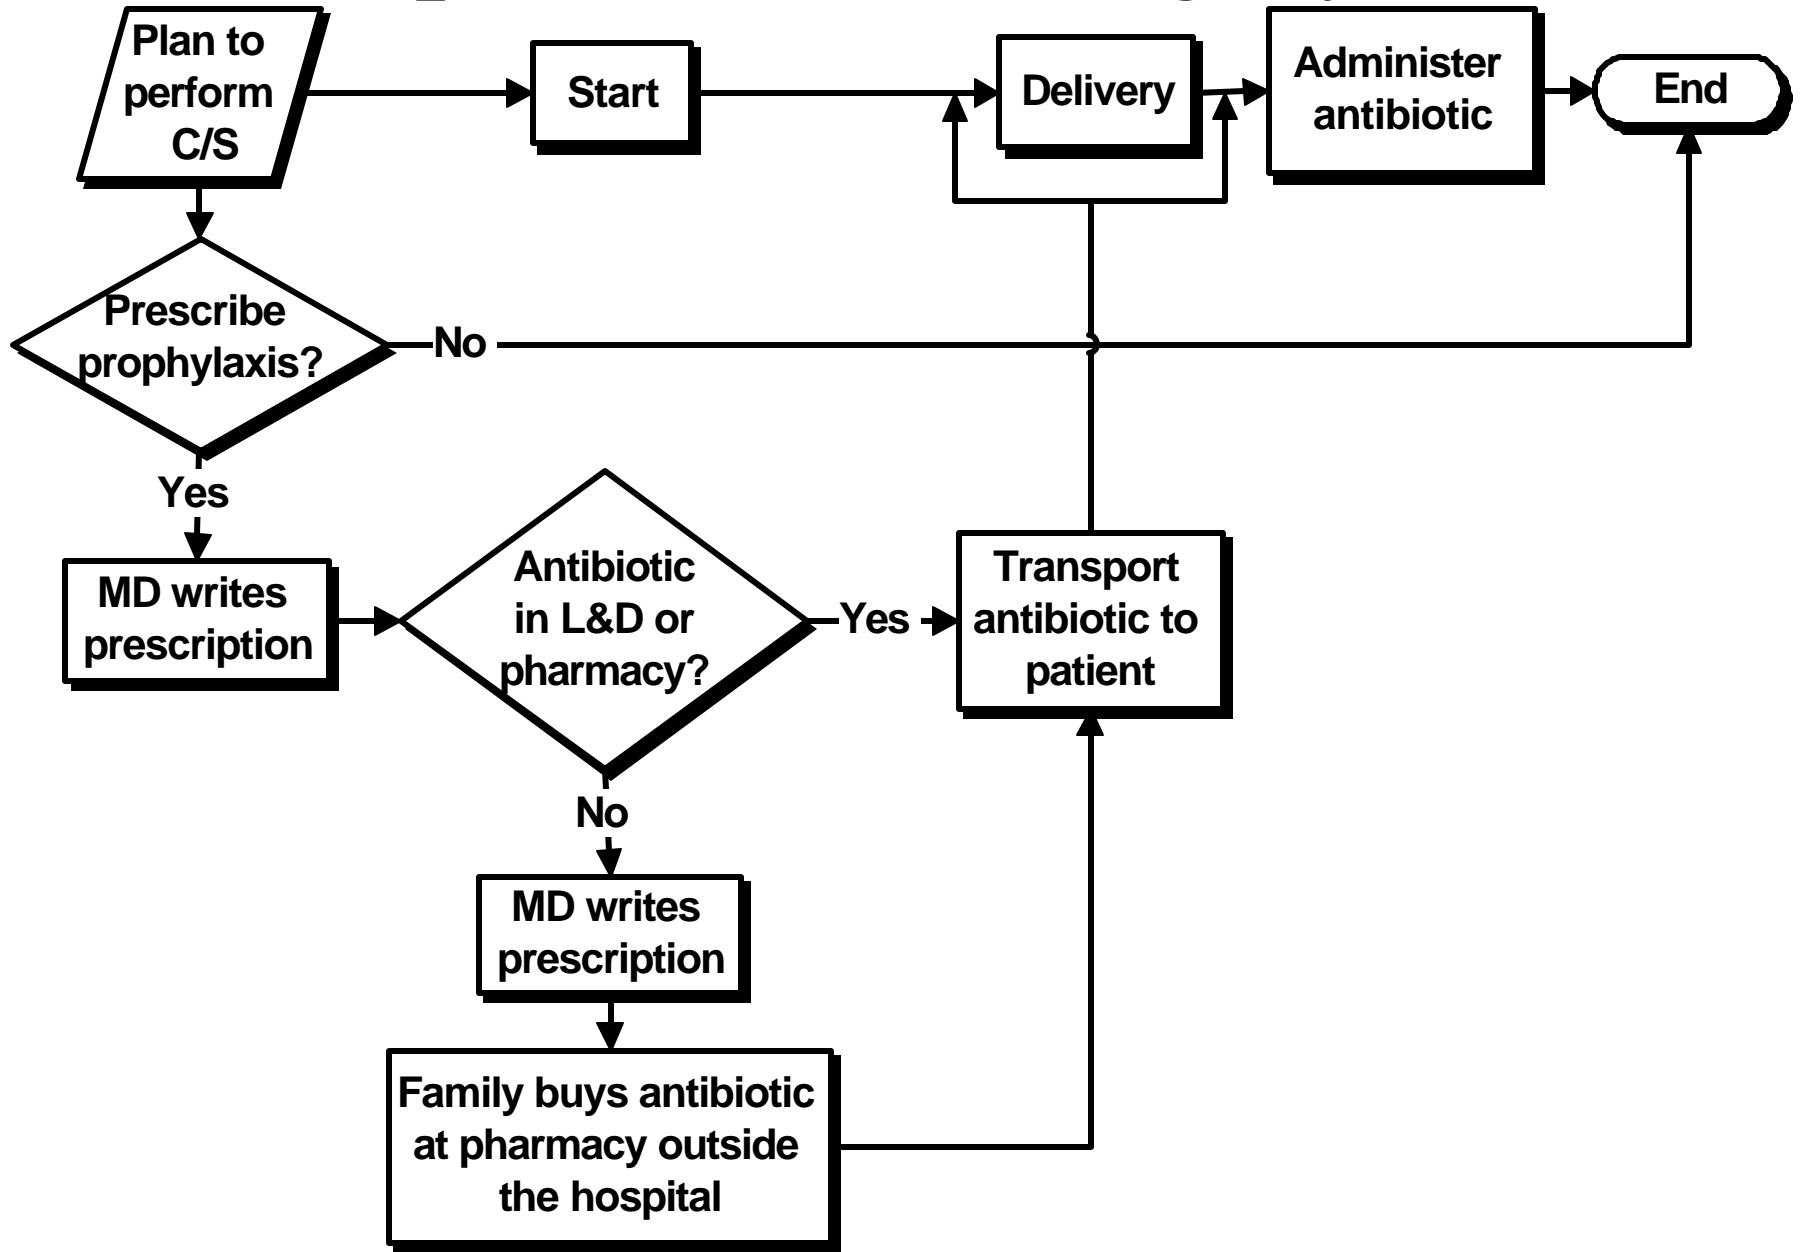 Plan to
perform
C/S
Start
Delivery
Administer
antibiotic
End
Prescribe
prophylaxis?
No
Yes
MD writes
prescription
Antibiotic
in L&D or
pharmacy?
Yes
Transport
antibiotic to
patient
No
MD writes
prescription
Family buys antibiotic
at pharmacy outside
the hospital